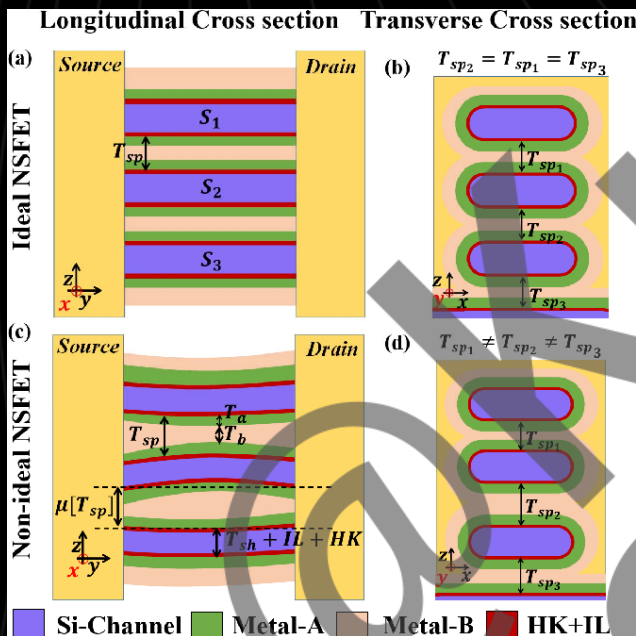 Longitudinal Cross section Transverse Cross section
(a)
Source
Drain
(b)
T_sp2 = T_sp1 = T_sp3
Ideal NSFET
S₁
T_sp
S₂
S₃
z
x y
T_sp1
T_sp2
T_sp3
z
y x
(c)
Source
Drain
(d)
T_sp1 ≠ T_sp2 ≠ T_sp3
Non-ideal NSFET
T_a
T_sp
T_b
μ[T_sp]
T_sh + IL + HK
z
x y
T_sp1
T_sp2
T_sp3
z
y x
Si-Channel Metal-A Metal-B HK+IL